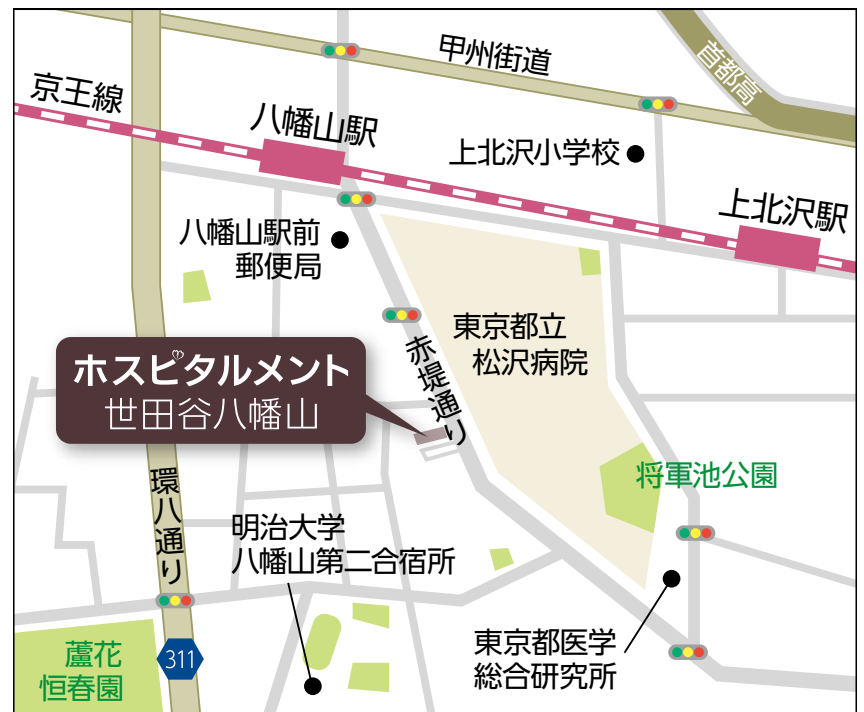 甲州街道
首都高
京王線
八幡山駅
上北沢小学校
上北沢駅
八幡山駅前
郵便局
東京都立
松沢病院
赤堤通り
ホスピタルメント
世田谷八幡山
将軍池公園
環八通り
明治大学
八幡山第二合宿所
東京都医学
総合研究所
蘆花
恒春園
311